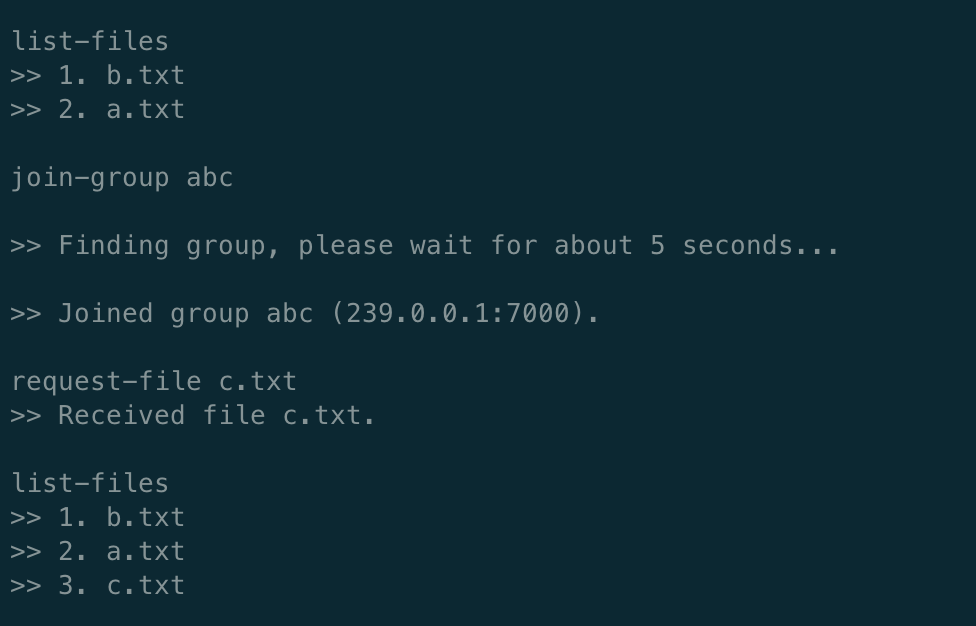 list-files
>> 1. b.txt
>> 2. a.txt
join-group abc
>> Finding group, please wait for about 5 seconds...
>> Joined group abc (239.0.0.1:7000).
request-file c.txt
>> Received file c.txt.
list-files
>> 1. b.txt
>> 2. a.txt
>> 3. c.txt